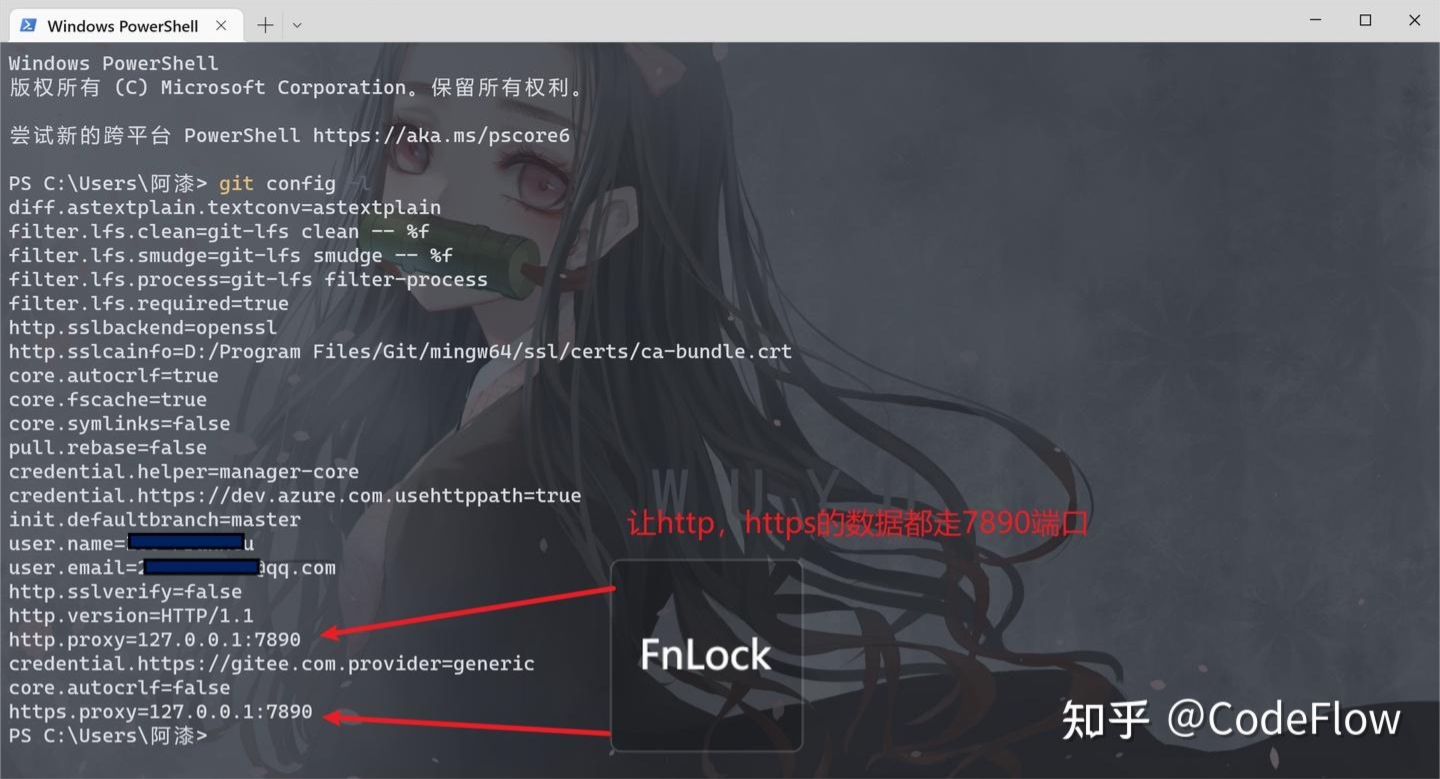 Windows PowerShell
Windows PowerShell
版权所有 (C) Microsoft Corporation。保留所有权利。
尝试新的跨平台 PowerShell https://aka.ms/pscore6
PS C:\Users\阿漆> git config -l
diff.astextplain.textconv=astextplain
filter.lfs.clean=git-lfs clean -- %f
filter.lfs.smudge=git-lfs smudge -- %f
filter.lfs.process=git-lfs filter-process
filter.lfs.required=true
http.sslbackend=openssl
http.sslcainfo=D:/Program Files/Git/mingw64/ssl/certs/ca-bundle.crt
core.autocrlf=true
core.fscache=true
core.symlinks=false
pull.rebase=false
credential.helper=manager-core
credential.https://dev.azure.com.usehttppath=true
init.defaultbranch=master
user.name=
user.email= @qq.com
http.sslverify=false
http.version=HTTP/1.1
http.proxy=127.0.0.1:7890
credential.https://gitee.com.provider=generic
core.autocrlf=false
https.proxy=127.0.0.1:7890
PS C:\Users\阿漆>
让http，https的数据都走7890端口
FnLock
知乎 @CodeFlow